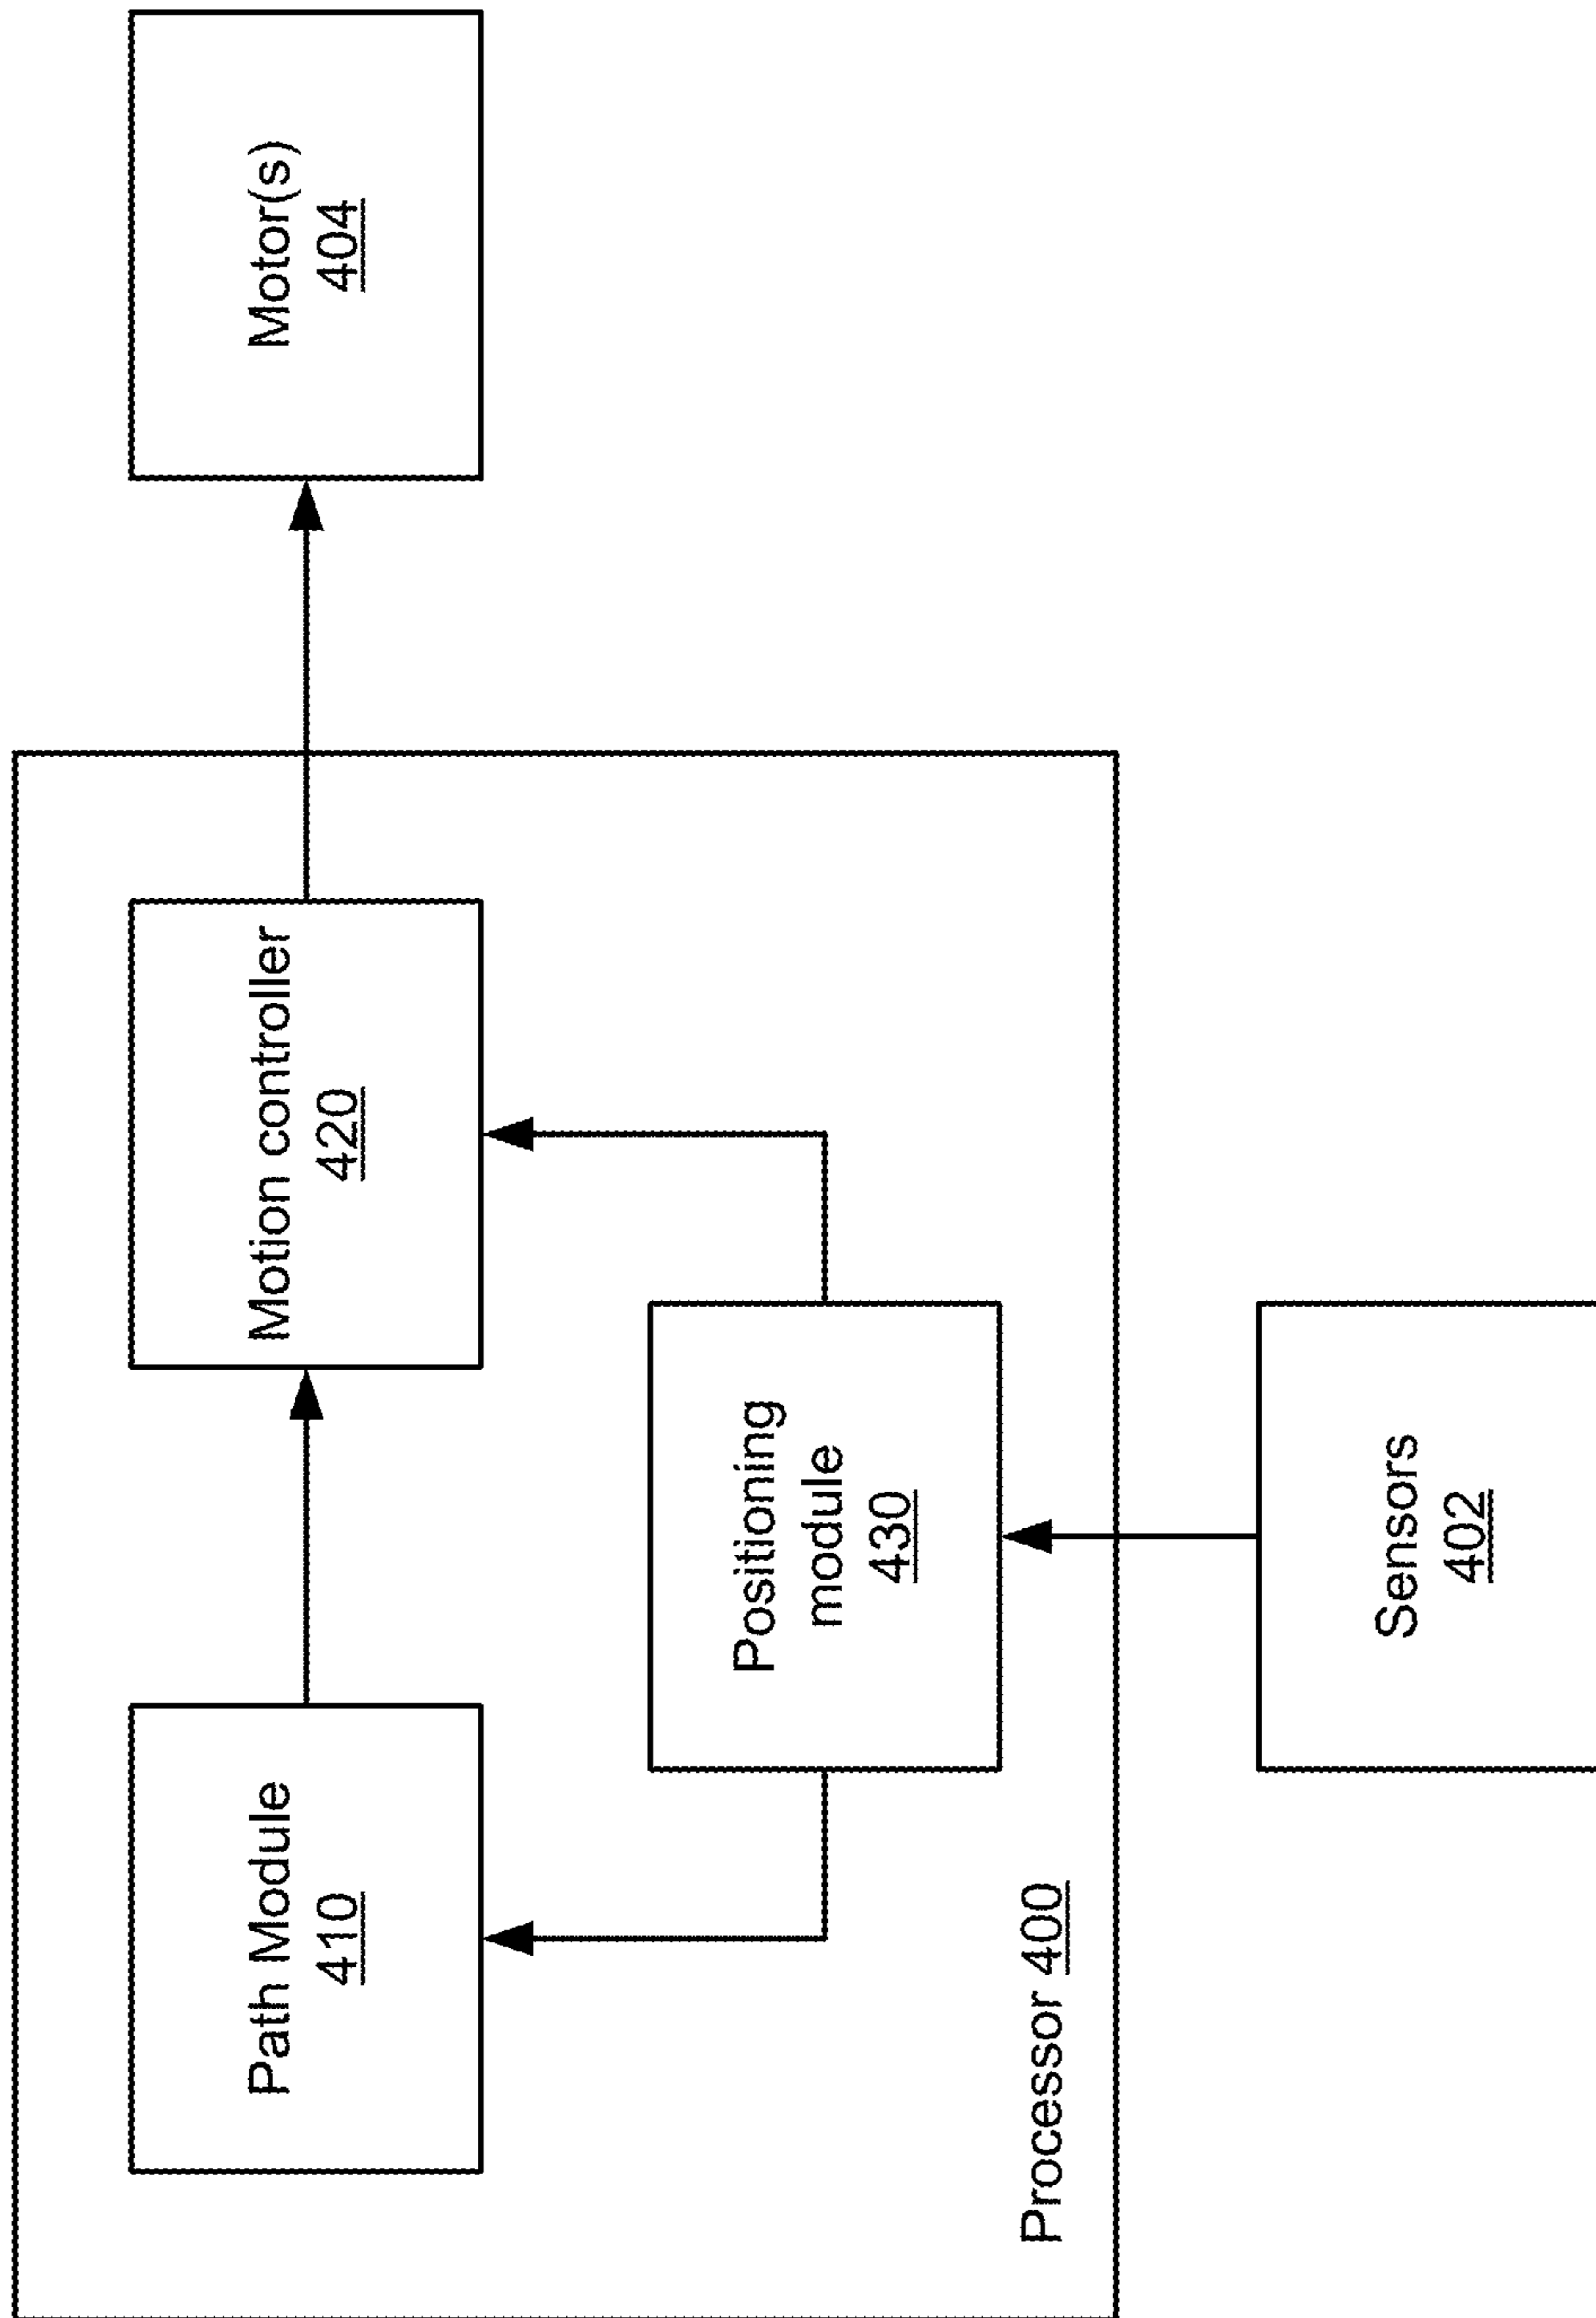 Path Module
410
Motion controller
420
Motor(s)
404
Positioning
module
430
Processor 400
Sensors
402